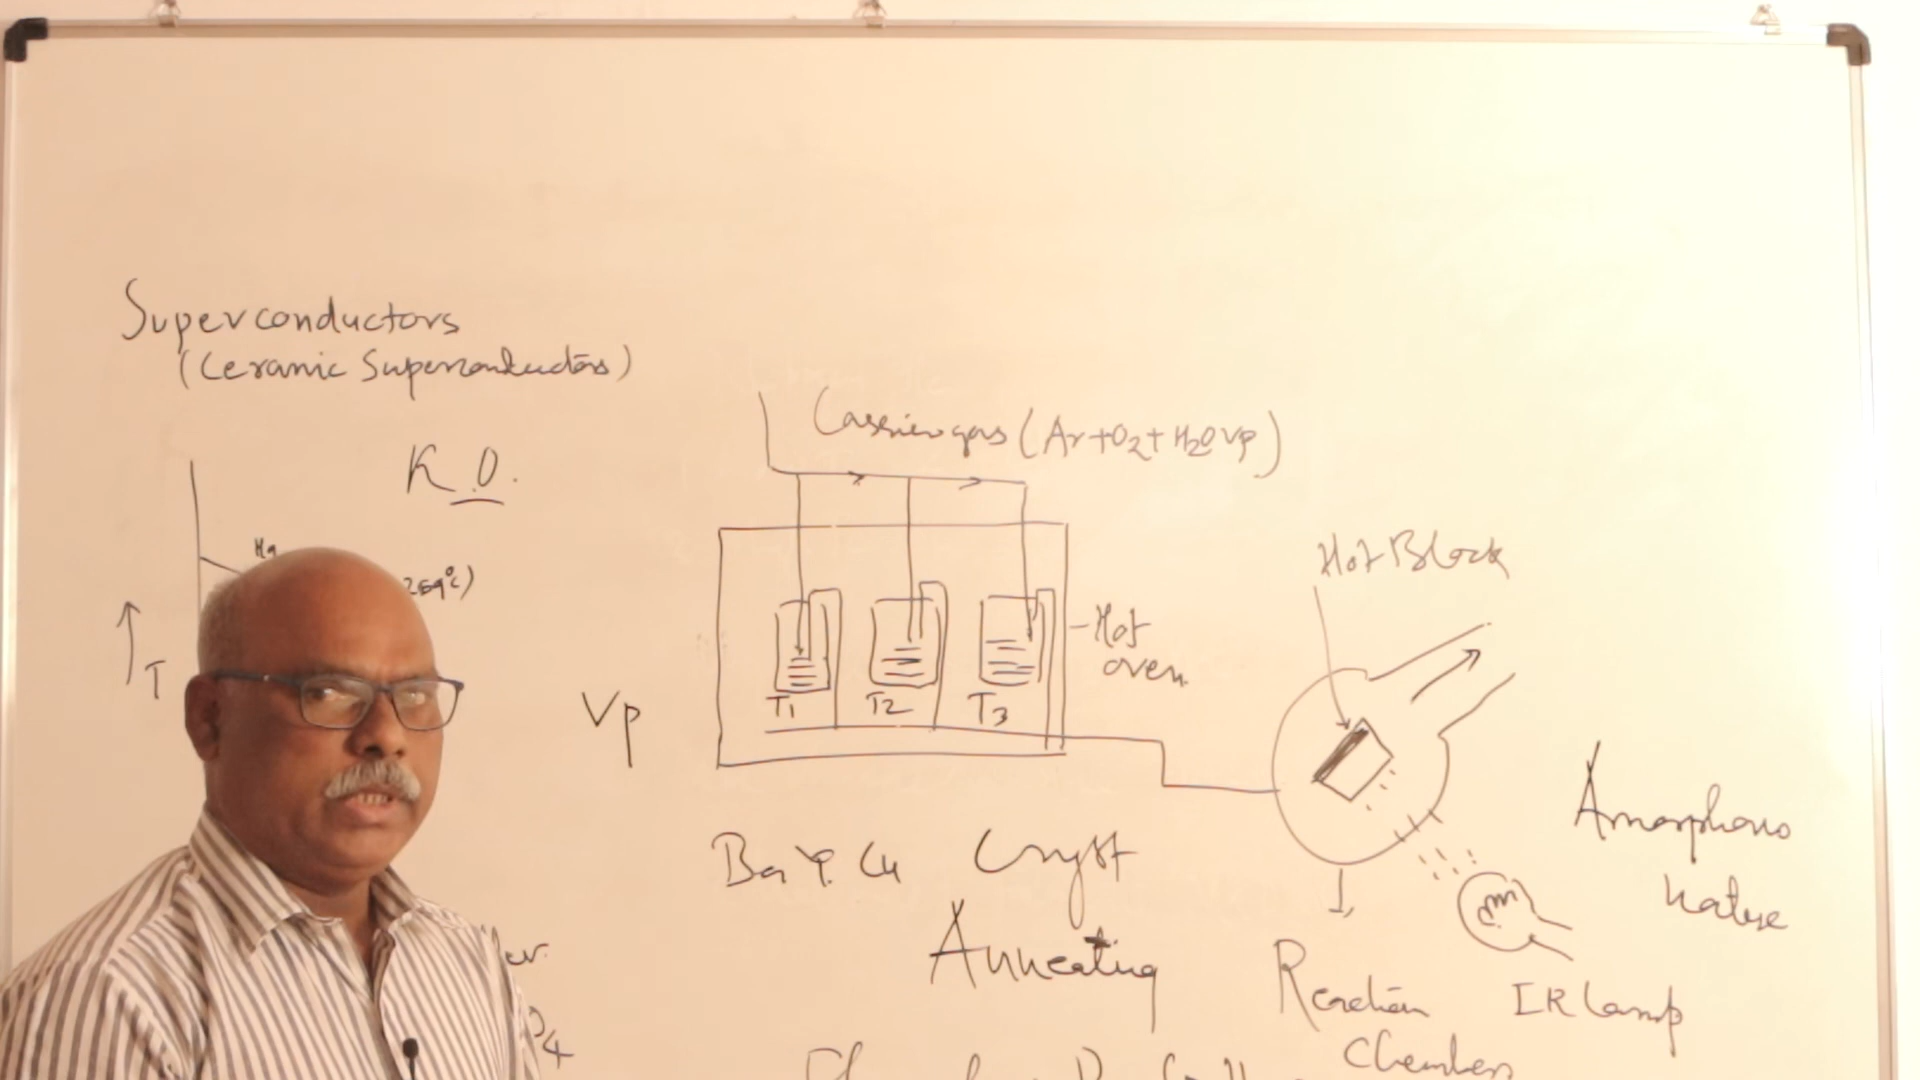 Superconductors
(Ceramic Superconductors)
K.O.
Hg
T
Carrier gas (Ar+O2+H2O vp)
Hot oven
T1 T2 T3
Vp
Hot Block
Ba Y. Cu Cryst
Annealing
Amorphous
nature
Reaction
Chamber
IR Lamp